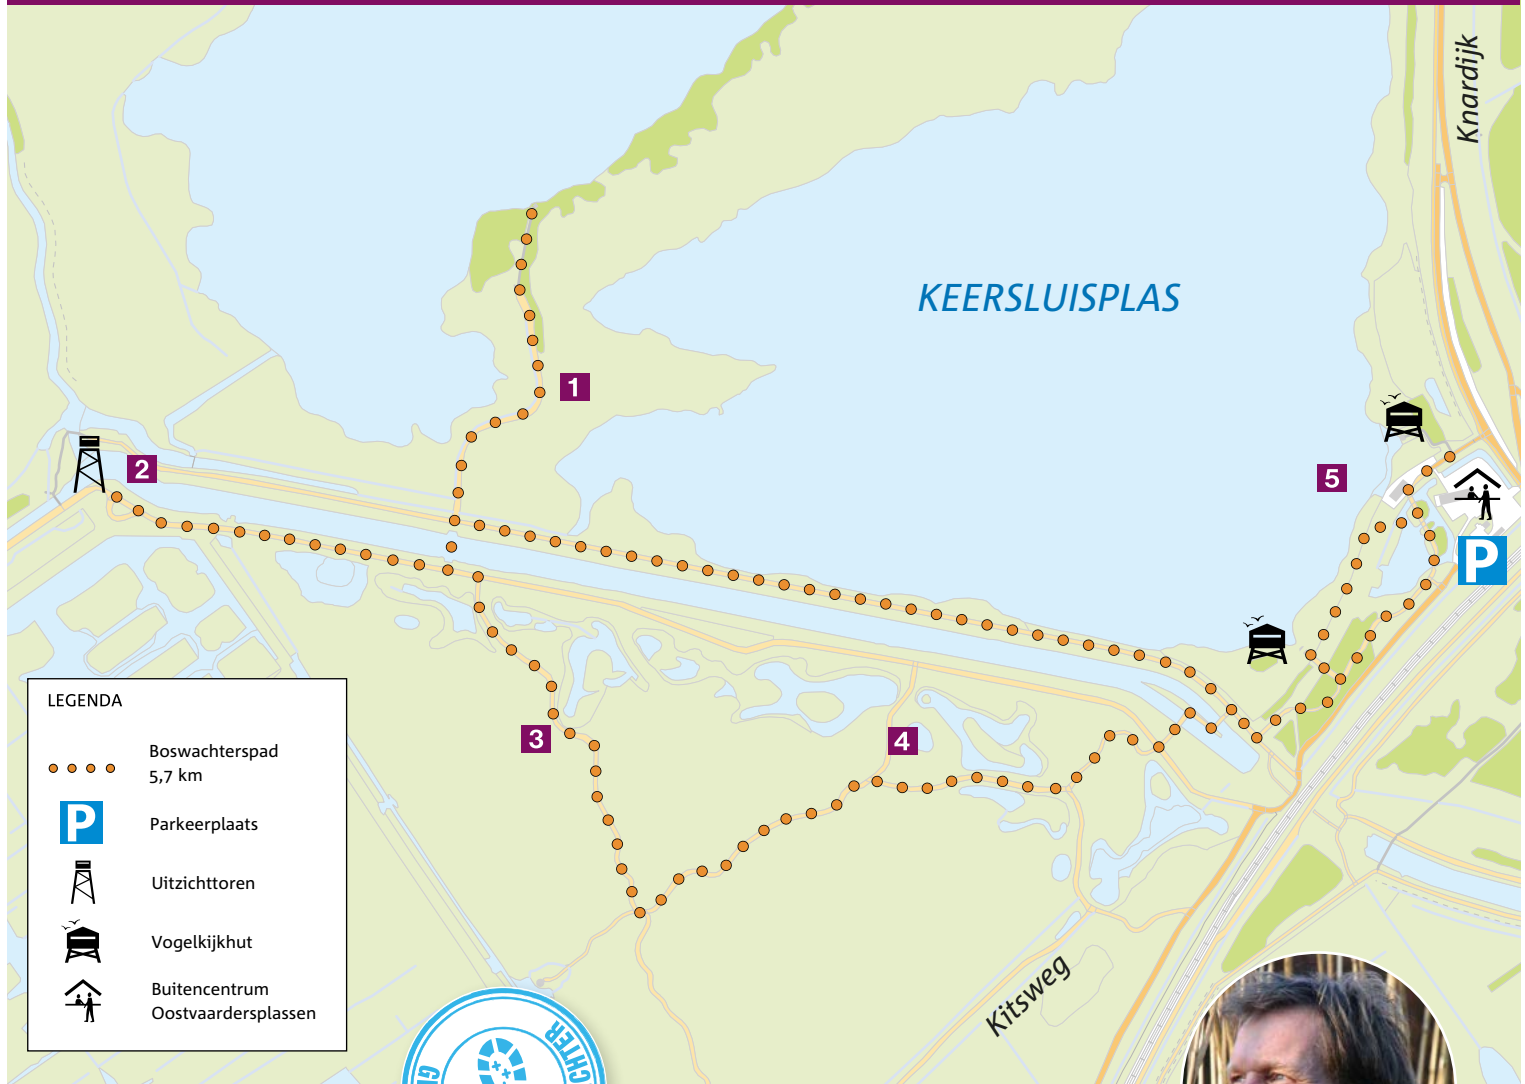 Knardijk
KEERSLUISPLAS
1
2
5
P
3
4
LEGENDA
Boswachterspad
5,7 km
P
Parkeerplaats
Uitzichttoren
Vogelkijkhut
Buitencentrum
Oostvaardersplassen
Kitsweg